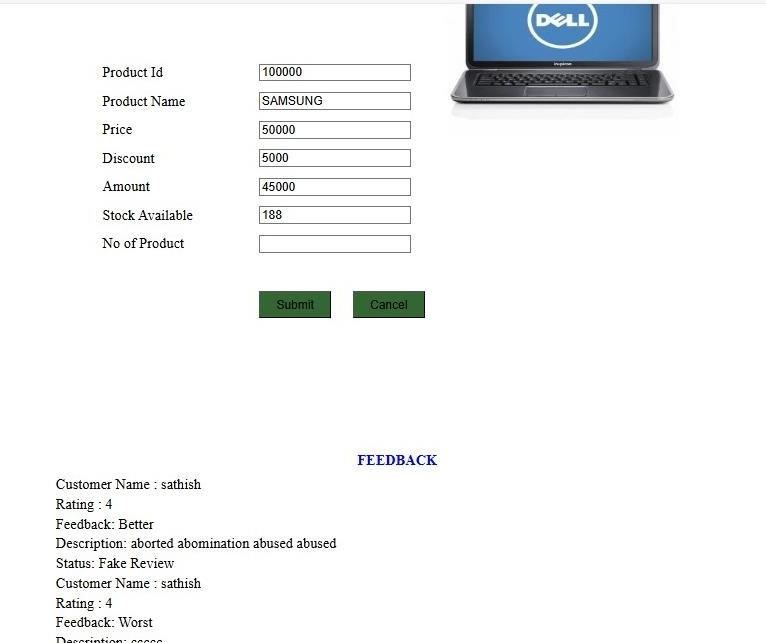 DELL
Inspiron
Product Id 100000
Product Name SAMSUNG
Price 50000
Discount 5000
Amount 45000
Stock Available 188
No of Product
Submit Cancel
FEEDBACK
Customer Name : sathish
Rating : 4
Feedback: Better
Description: aborted abomination abused abused
Status: Fake Review
Customer Name : sathish
Rating : 4
Feedback: Worst
Description: ccccc